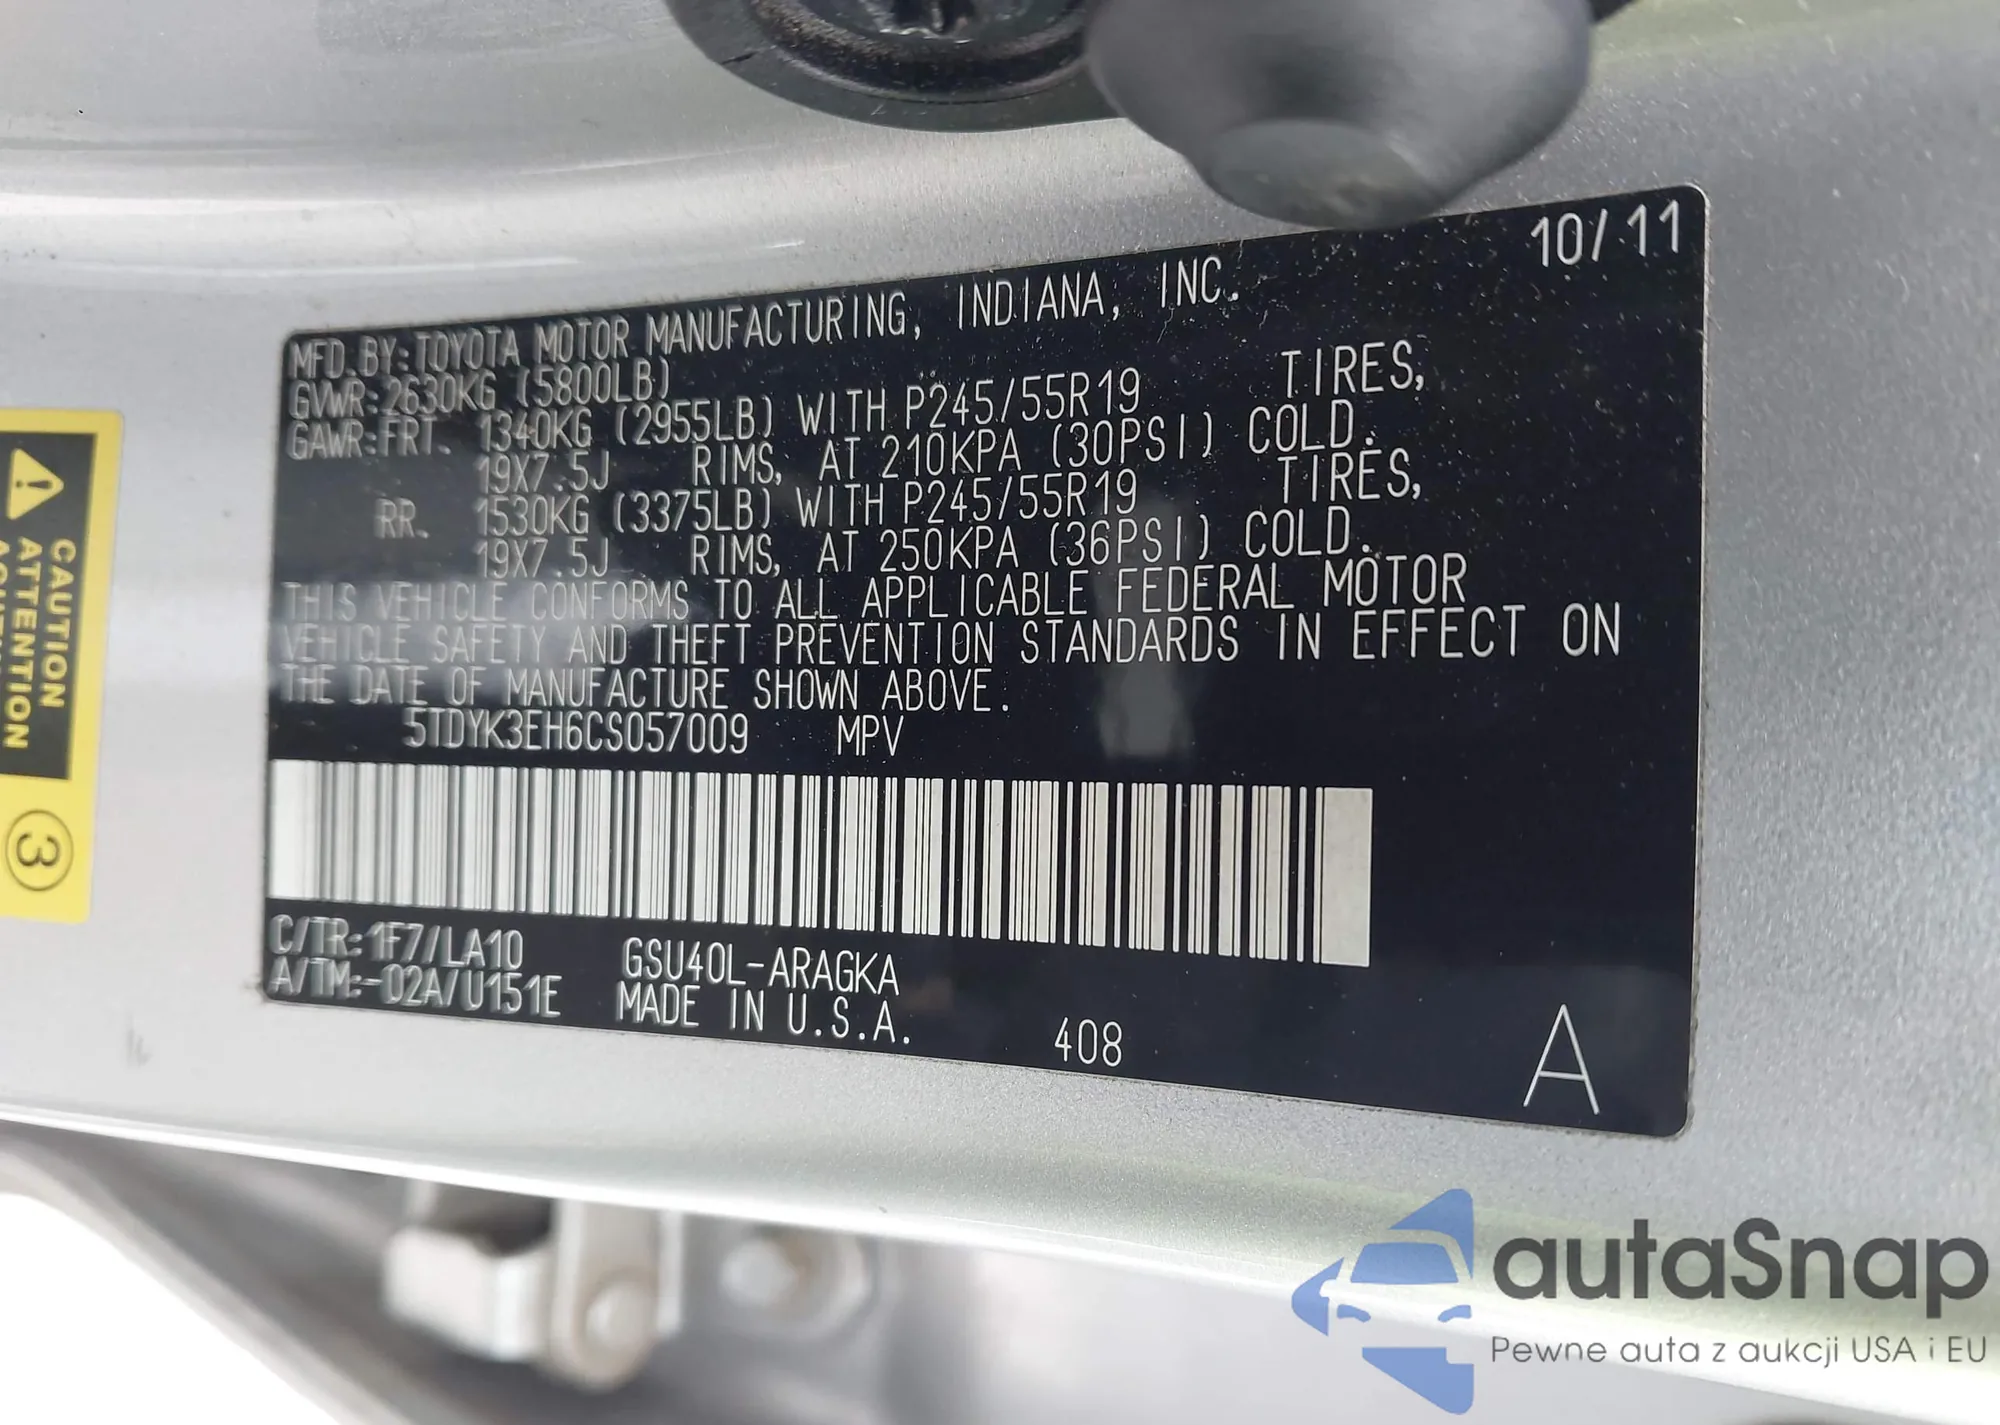 10/11
MFD.BY:TOYOTA MOTOR MANUFACTURING, INDIANA, INC.
GVWR:2630KG (5800LB)
GAWR:FRT. 1340KG (2955LB) WITH P245/55R19 TIRES,
19X7.5J RIMS, AT 210KPA (30PSI) COLD.
RR. 1530KG (3375LB) WITH P245/55R19 TIRES,
19X7.5J RIMS, AT 250KPA (36PSI) COLD.
THIS VEHICLE CONFORMS TO ALL APPLICABLE FEDERAL MOTOR
VEHICLE SAFETY AND THEFT PREVENTION STANDARDS IN EFFECT ON
THE DATE OF MANUFACTURE SHOWN ABOVE.
5TDYK3EH6CS057009 MPV
C/TR:1F7/LA10 GSU40L-ARAGKA
A/TM:-02A/U151E MADE IN U.S.A.
408
A
CAUTION
ATTENTION
3
autaSnap
Pewne auta z aukcji USA i EU